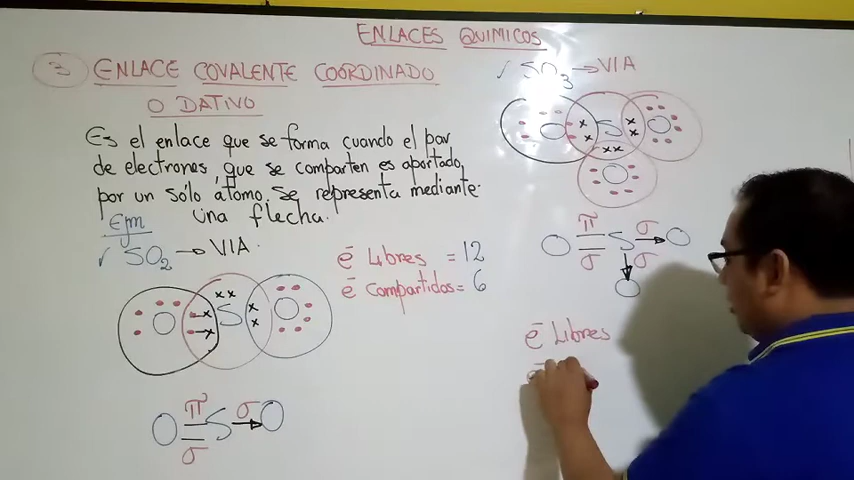 ENLACES QUIMICOS
3 ENLACE COVALENTE COORDINADO
O DATIVO
Es el enlace que se forma cuando el par
de electrones, que se comparten es aportado,
por un sólo átomo. Se representa mediante
una flecha.
Ejm
✓ SO₂ → VIA.
ē Libres = 12
ē compartidos = 6
x x
S
x
x
x
x
O π S σ O
σ
✓ SO₃ → VIA
O x S x O
x x
x x
O
π σ
O S → O
σ σ
O
ē Libres